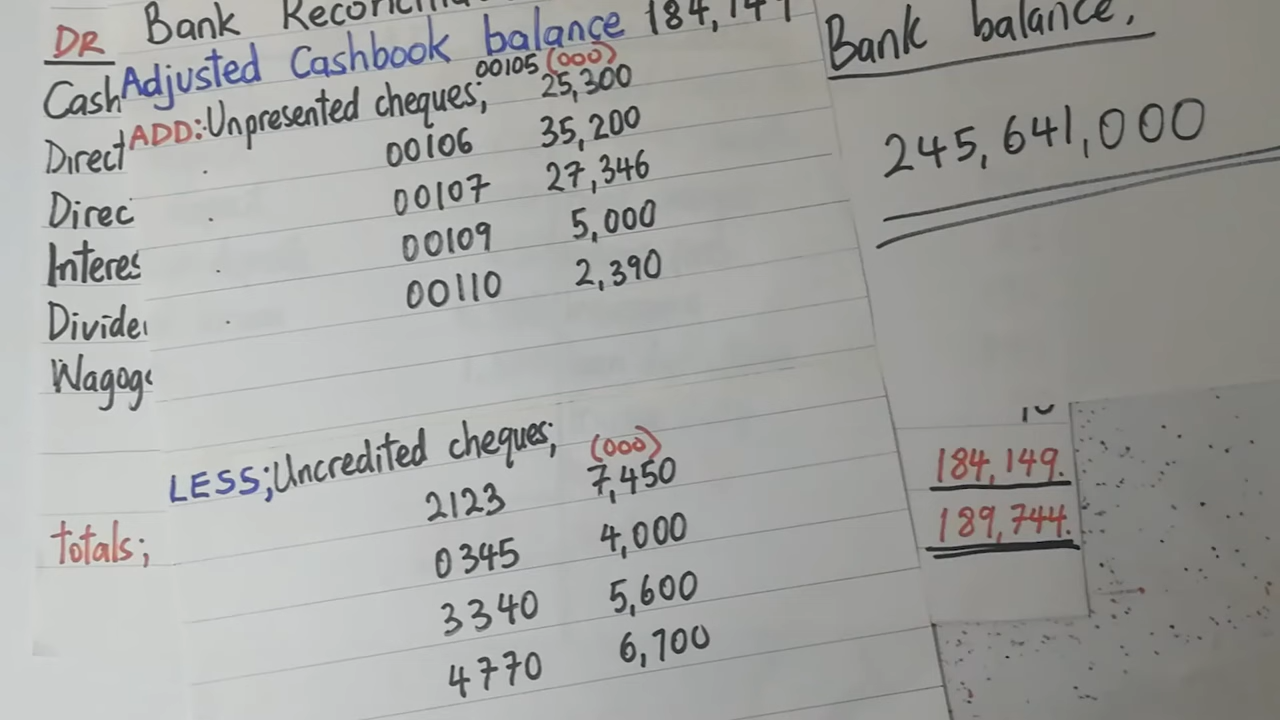 DR Bank
Adjusted Cashbook balance 184,149
Cash
ADD:Unpresented cheques; 00105 (000) 25,300
Direct 00106 35,200
Direc 00107 27,346
Interes 00109 5,000
Divide 00110 2,390
Wagog
LESS;Uncredited cheques; (000)
2123 7,450
totals; 0345 4,000
3340 5,600
4770 6,700
Bank balance.
245,641,000
184,149.
189,744.